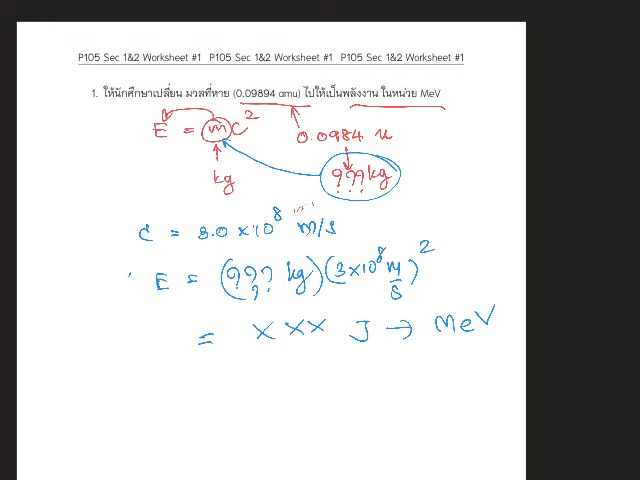 P105 Sec 1&2 Worksheet #1 P105 Sec 1&2 Worksheet #1 P105 Sec 1&2 Worksheet #1
1. ให้นักศึกษาเปลี่ยน มวลที่หาย (0.09894 amu) ไปให้เป็นพลังงาน ในหน่วย MeV
E = mC²
0.0984 u
kg
??? kg
C = 3.0 × 10⁸ m/s
E = (??? kg)(3×10⁸ m/s)²
= XXX J → MeV